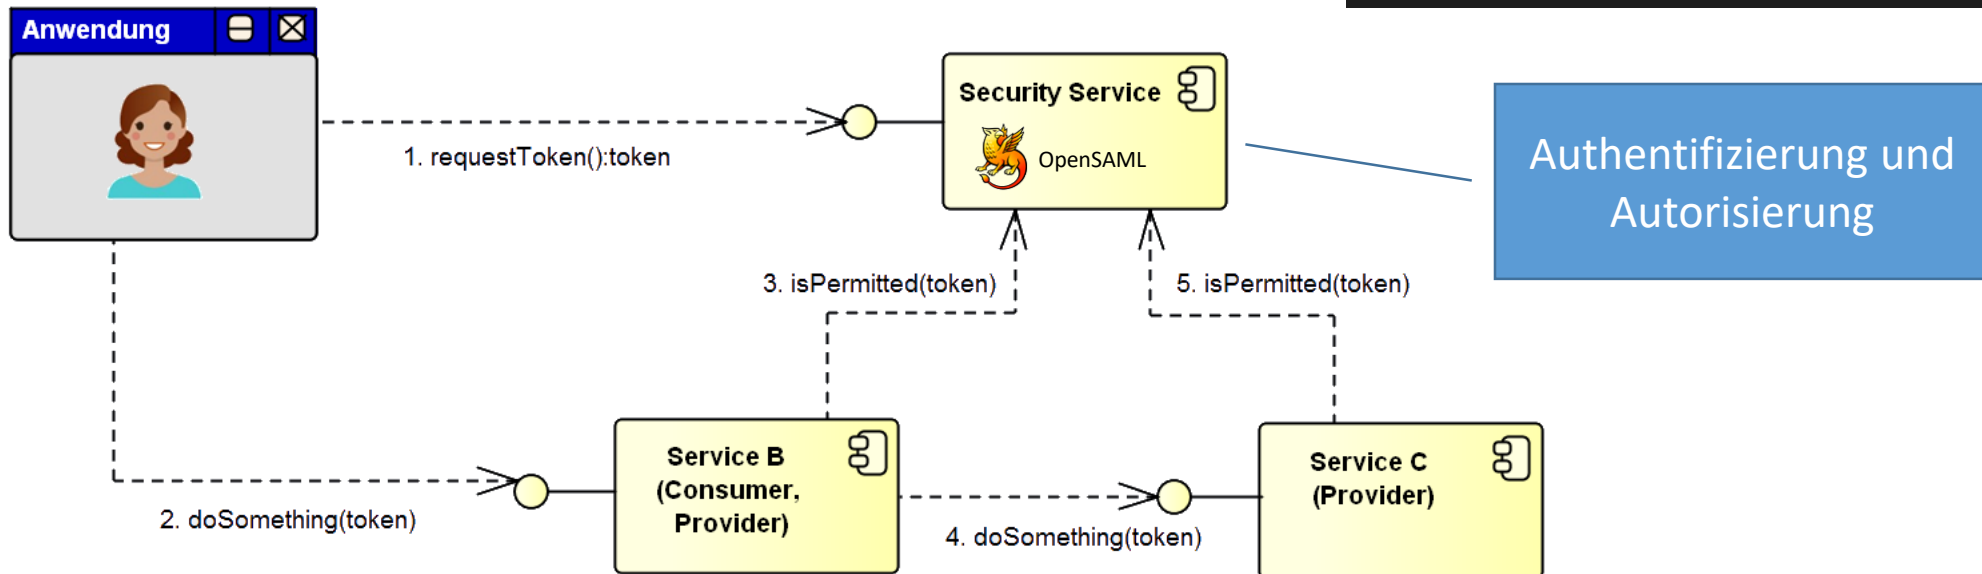 Anwendung
1. requestToken():token
Security Service
OpenSAML
Authentifizierung und
Autorisierung
3. isPermitted(token)
5. isPermitted(token)
2. doSomething(token)
Service B
(Consumer,
Provider)
4. doSomething(token)
Service C
(Provider)